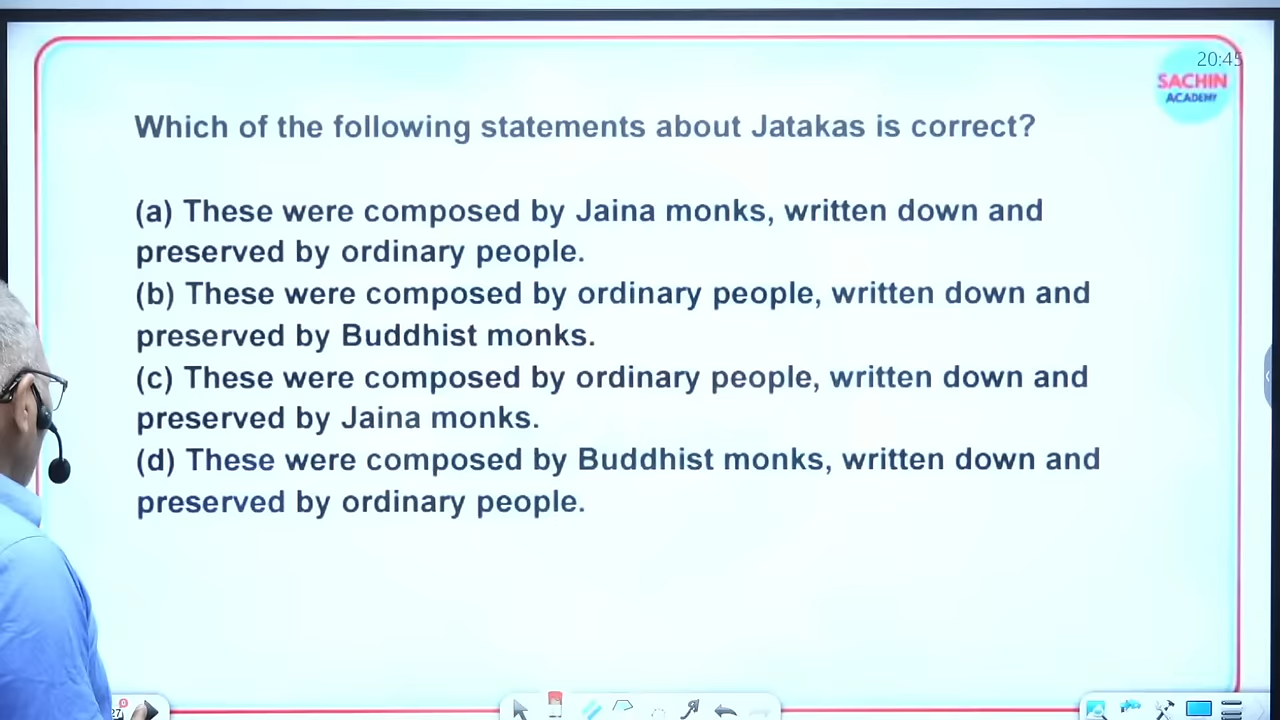 20:45
SACHIN
ACADEMY
Which of the following statements about Jatakas is correct?
(a) These were composed by Jaina monks, written down and
preserved by ordinary people.
(b) These were composed by ordinary people, written down and
preserved by Buddhist monks.
(c) These were composed by ordinary people, written down and
preserved by Jaina monks.
(d) These were composed by Buddhist monks, written down and
preserved by ordinary people.
27